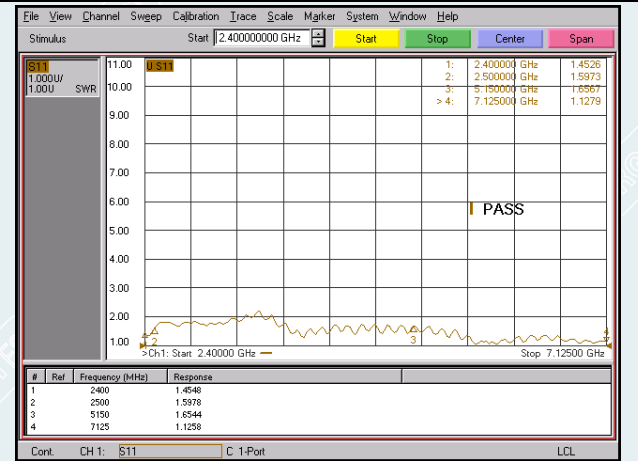 File View Channel Sweep Calibration Trace Scale Marker System Window Help
Stimulus Start 2.400000000 GHz Start Stop Center Span
S11
1.000U/
1.00U SWR
11.00 U S11
10.00
9.00
8.00
7.00
6.00
5.00
4.00
3.00
2.00
1.00
1: 2.400000 GHz 1.4526
2: 2.500000 GHz 1.5973
3: 5.150000 GHz 1.6567
> 4: 7.125000 GHz 1.1279
PASS
1 2 3 4
>Ch1: Start 2.40000 GHz Stop 7.12500 GHz
# Ref Frequency (MHz) Response
1 2400 1.4548
2 2500 1.5978
3 5150 1.6544
4 7125 1.1258
Cont. CH 1: S11 C 1-Port LCL